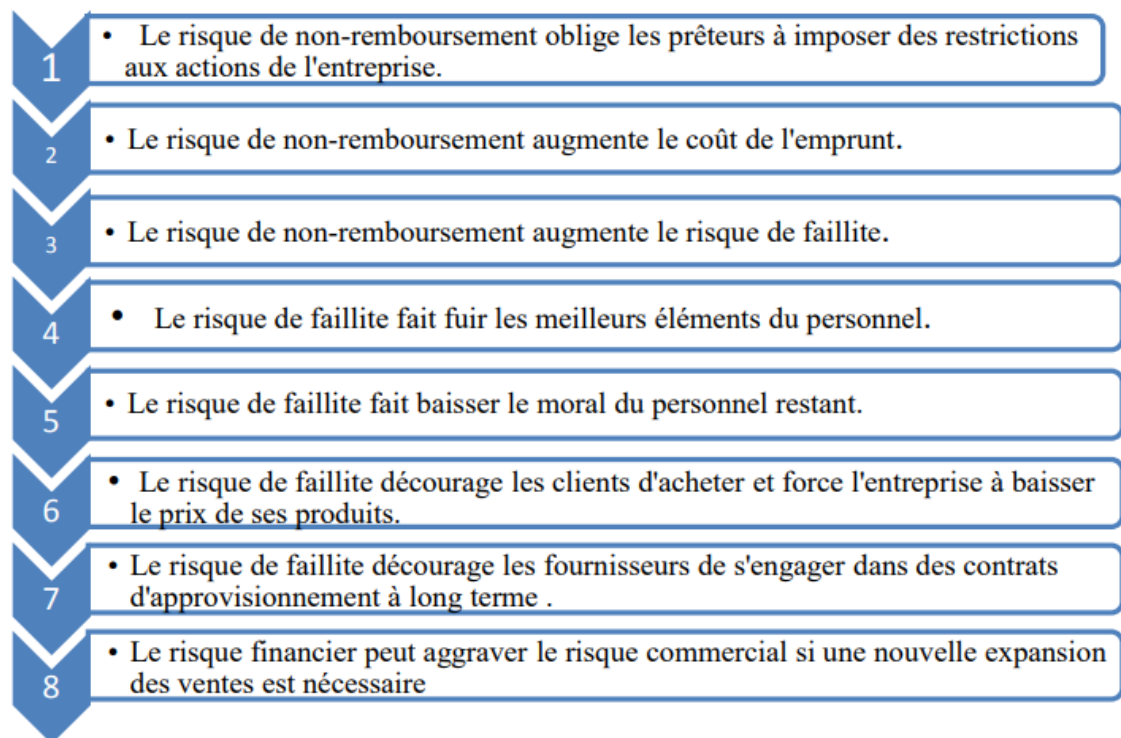 1
• Le risque de non-remboursement oblige les prêteurs à imposer des restrictions
aux actions de l'entreprise.
2
• Le risque de non-remboursement augmente le coût de l'emprunt.
3
• Le risque de non-remboursement augmente le risque de faillite.
4
• Le risque de faillite fait fuir les meilleurs éléments du personnel.
5
• Le risque de faillite fait baisser le moral du personnel restant.
6
• Le risque de faillite décourage les clients d'acheter et force l'entreprise à baisser
le prix de ses produits.
7
• Le risque de faillite décourage les fournisseurs de s'engager dans des contrats
d'approvisionnement à long terme .
8
• Le risque financier peut aggraver le risque commercial si une nouvelle expansion
des ventes est nécessaire